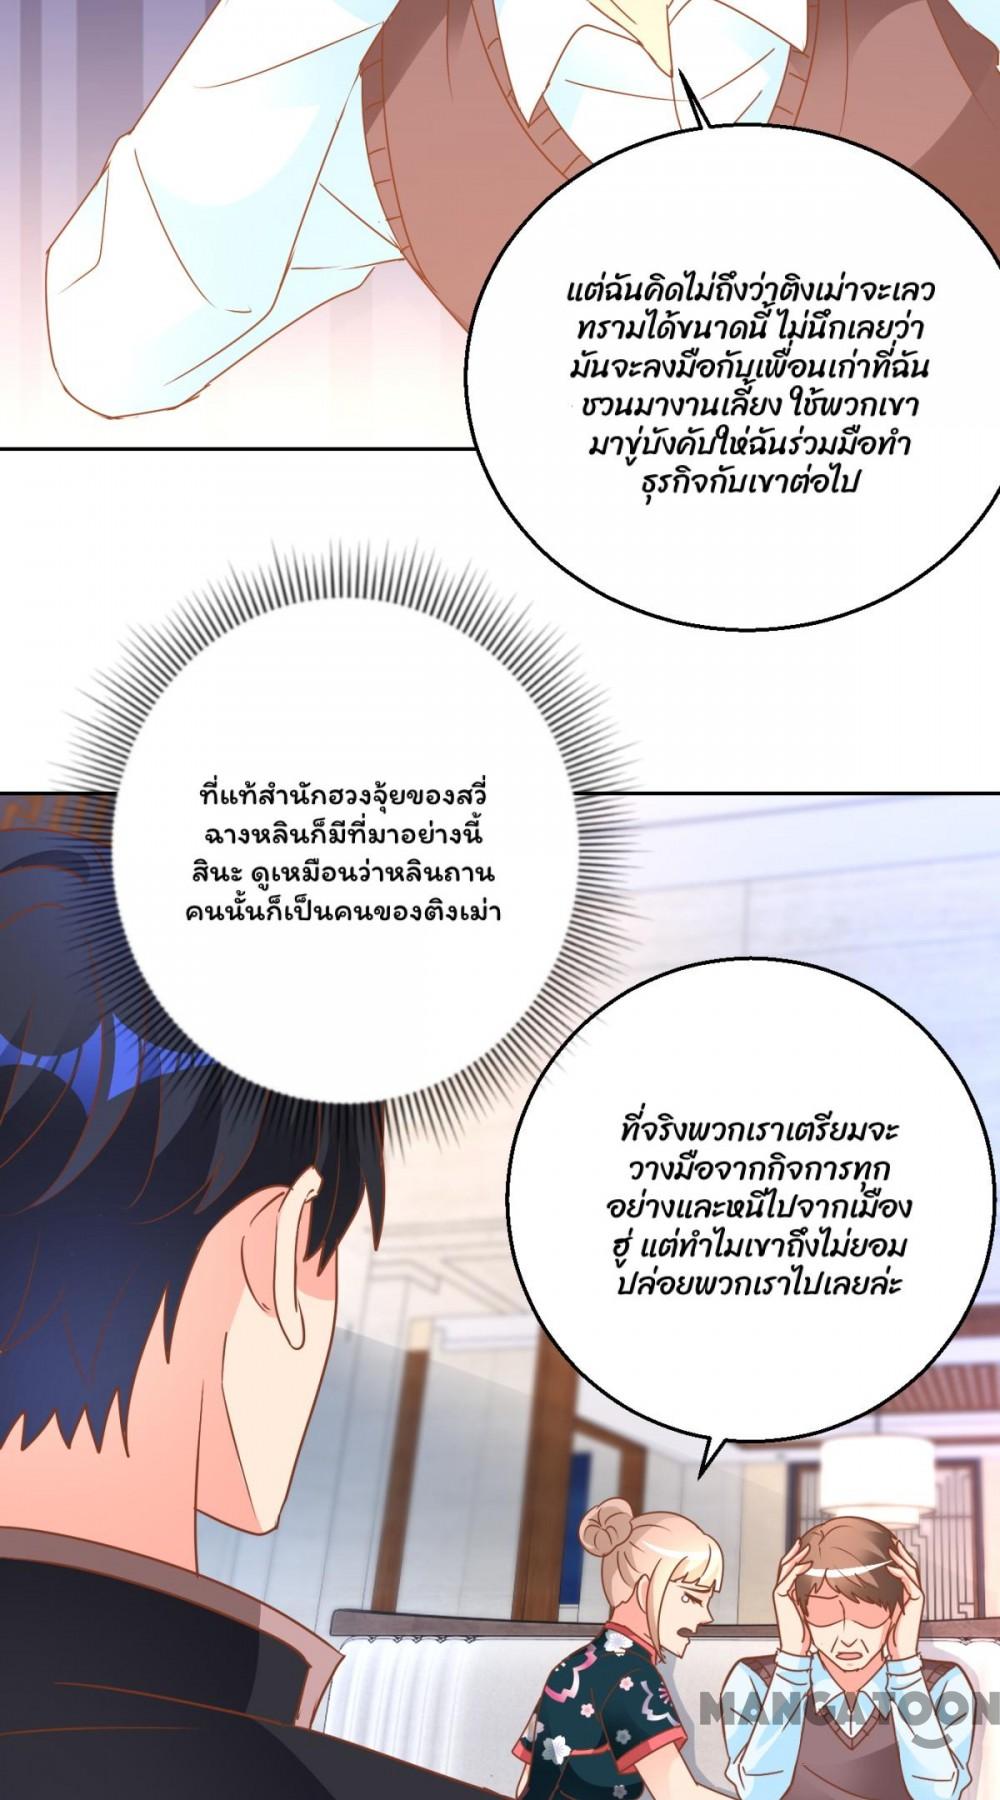 แต่ฉันคิดไม่ถึงว่าติงเม่าจะเลว
ทรามได้ขนาดนี้ ไม่นึกเลยว่า
มันจะลงมือกับเพื่อนเก่าที่ฉัน
ชวนมางานเลี้ยง ใช้พวกเขา
มาขู่บังคับให้ฉันร่วมมือทำ
ธุรกิจกับเขาต่อไป
ที่แท้สำนักฮวงจุ้ยของสวี่
ฉางหลินก็มีที่มาอย่างนี้
สินะ ดูเหมือนว่าหลินถาน
คนนั้นก็เป็นคนของติงเม่า
ที่จริงพวกเราเตรียมจะ
วางมือจากกิจการทุก
อย่างและหนีไปจากเมือง
ฮู่ แต่ทำไมเขาถึงไม่ยอม
ปล่อยพวกเราไปเลยล่ะ
MANGATOON